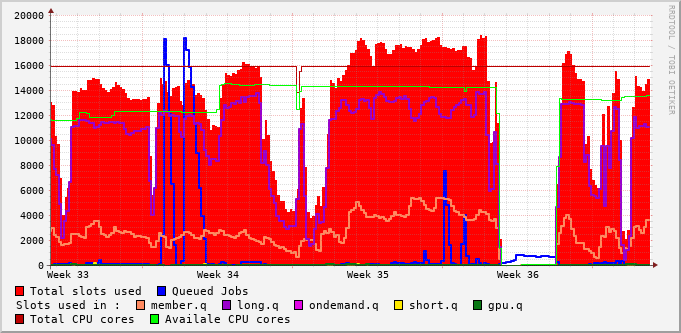 20000
18000
16000
14000
12000
10000
8000
6000
4000
2000
0
Week 33 Week 34 Week 35 Week 36
RRDTOOL / TOBI OETIKER
Total slots used Queued Jobs
Slots used in : member.q long.q ondemand.q short.q gpu.q
Total CPU cores Availale CPU cores